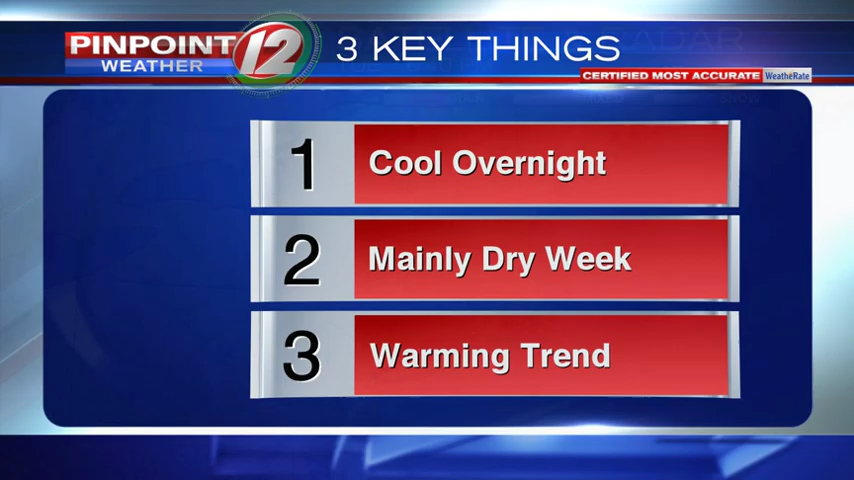 PINPOINT 12 3 KEY THINGS
WEATHER
CERTIFIED MOST ACCURATE WeatheRate
1 Cool Overnight
2 Mainly Dry Week
3 Warming Trend